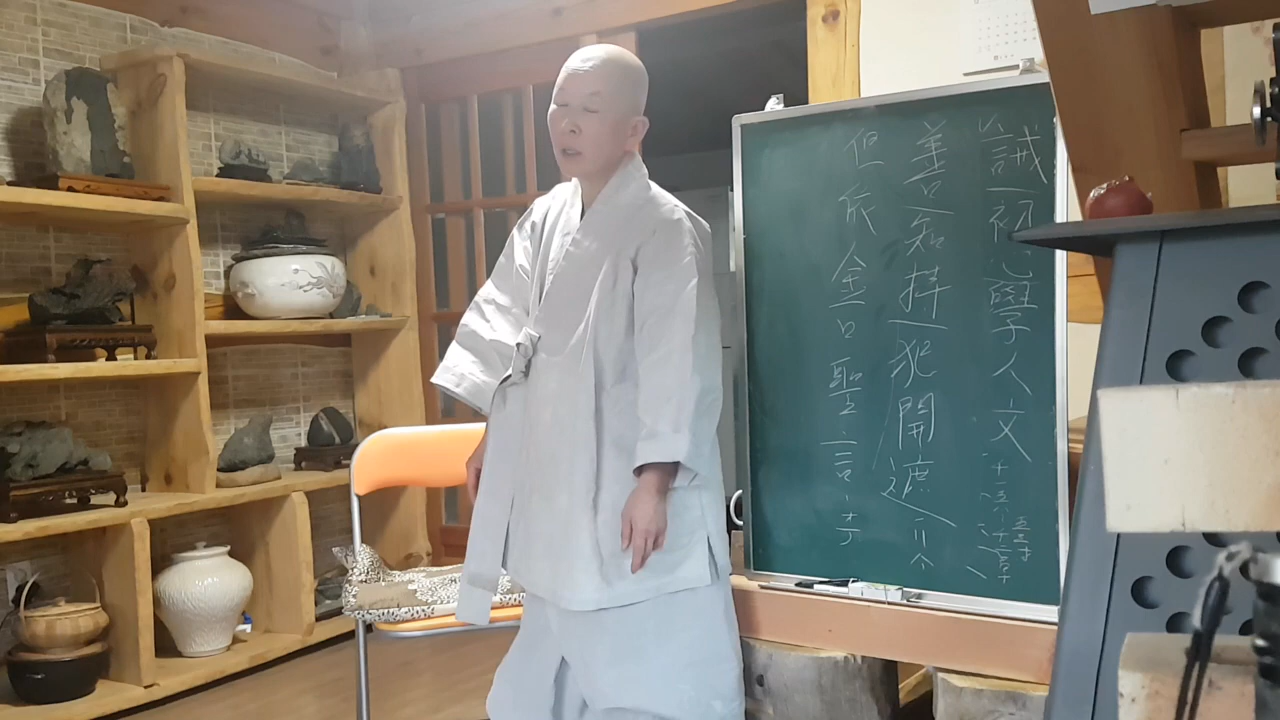 誡初心學人文
善知持犯開遮
但依金口聖言